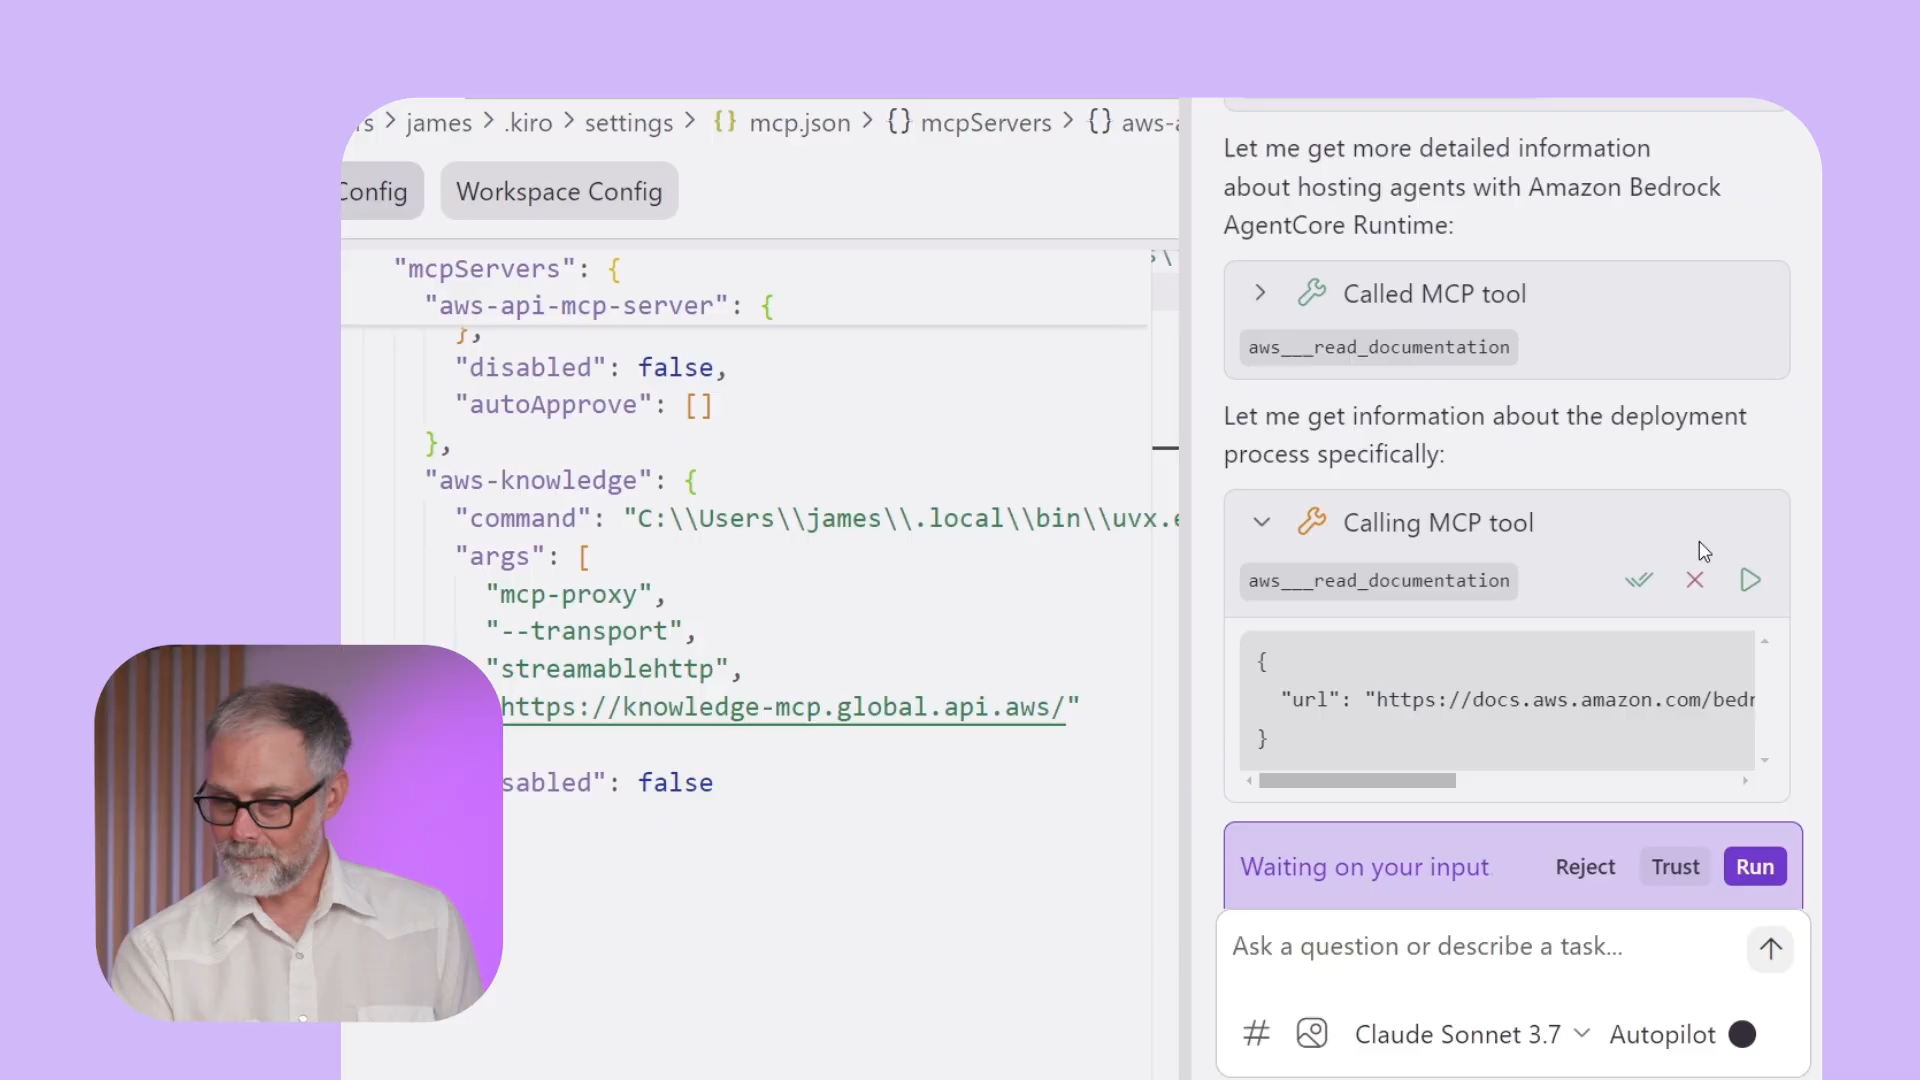 james > .kiro > settings > {} mcp.json > {} mcpServers > {} aws-
Config Workspace Config
"mcpServers": {
"aws-api-mcp-server": {
},
"disabled": false,
"autoApprove": []
},
"aws-knowledge": {
"command": "C:\\Users\\james\\.local\\bin\\uvx.e
"args": [
"mcp-proxy",
"--transport",
"streamablehttp",
https://knowledge-mcp.global.api.aws/"
sabled": false
Let me get more detailed information
about hosting agents with Amazon Bedrock
AgentCore Runtime:
Called MCP tool
aws___read_documentation
Let me get information about the deployment
process specifically:
Calling MCP tool
aws___read_documentation
{
"url": "https://docs.aws.amazon.com/bedr
}
Waiting on your input Reject Trust Run
Ask a question or describe a task...
# Claude Sonnet 3.7 Autopilot